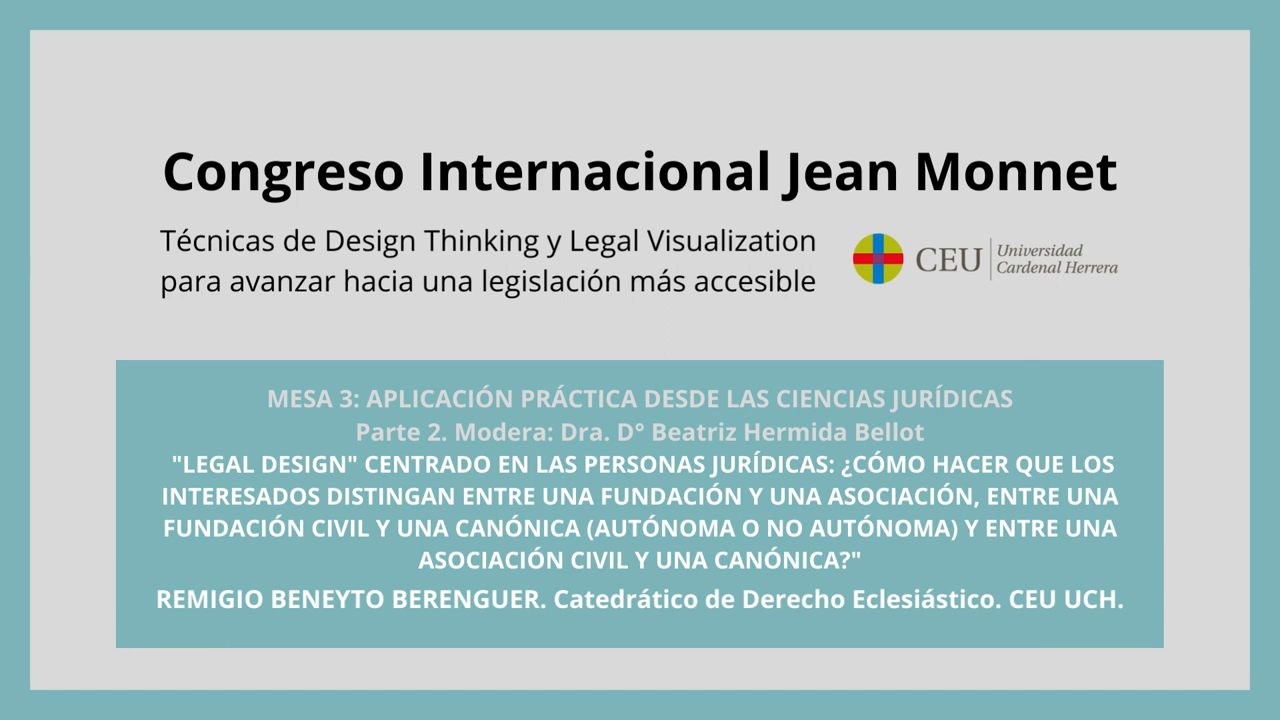 Congreso Internacional Jean Monnet
Técnicas de Design Thinking y Legal Visualization
para avanzar hacia una legislación más accesible
CEU
Universidad
Cardenal Herrera
MESA 3: APLICACIÓN PRÁCTICA DESDE LAS CIENCIAS JURÍDICAS
Parte 2. Modera: Dra. D° Beatriz Hermida Bellot
"LEGAL DESIGN" CENTRADO EN LAS PERSONAS JURÍDICAS: ¿CÓMO HACER QUE LOS
INTERESADOS DISTINGAN ENTRE UNA FUNDACIÓN Y UNA ASOCIACIÓN, ENTRE UNA
FUNDACIÓN CIVIL Y UNA CANÓNICA (AUTÓNOMA O NO AUTÓNOMA) Y ENTRE UNA
ASOCIACIÓN CIVIL Y UNA CANÓNICA?"
REMIGIO BENEYTO BERENGUER. Catedrático de Derecho Eclesiástico. CEU UCH.